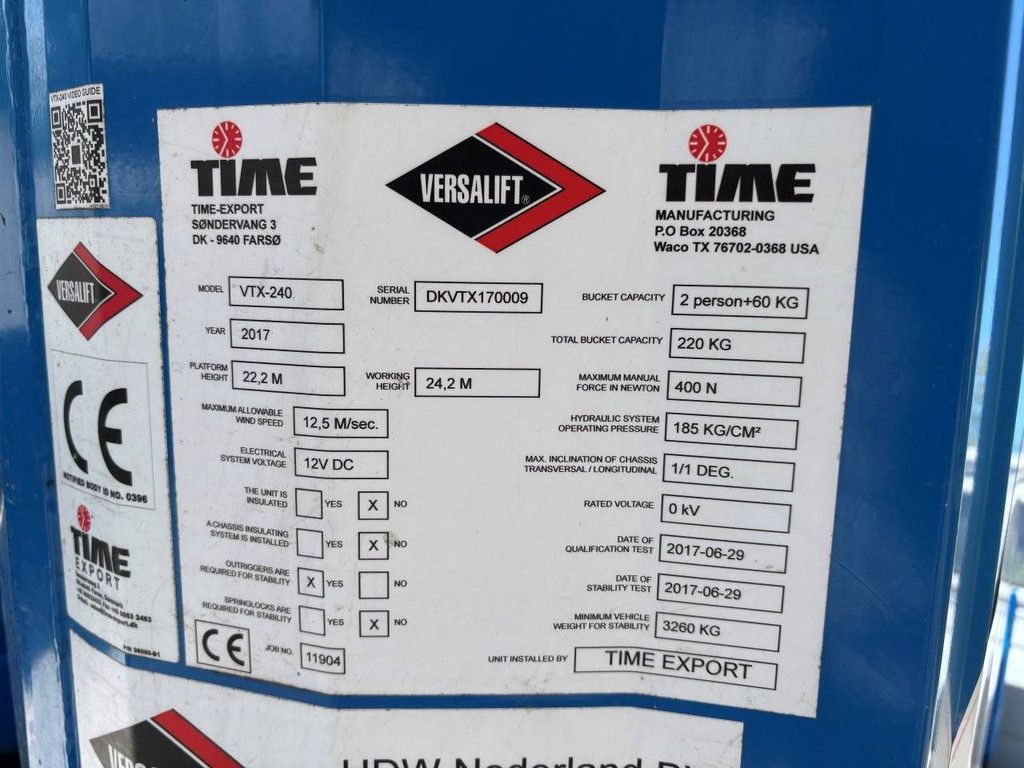 VTX-240 VIDEO GUIDE
VERSALIFT
CE
NOTIFIED BODY ID NO. 0396
TIME
EXPORT
P/N 36060-B1
TIME
TIME-EXPORT
SØNDERVANG 3
DK - 9640 FARSØ
VERSALIFT®
TIME
MANUFACTURING
P.O Box 20368
Waco TX 76702-0368 USA
MODEL VTX-240
SERIAL NUMBER DKVTX170009
BUCKET CAPACITY 2 person+60 KG
YEAR 2017
TOTAL BUCKET CAPACITY 220 KG
PLATFORM HEIGHT 22,2 M
WORKING HEIGHT 24,2 M
MAXIMUM MANUAL FORCE IN NEWTON 400 N
MAXIMUM ALLOWABLE WIND SPEED 12,5 M/sec.
HYDRAULIC SYSTEM OPERATING PRESSURE 185 KG/CM²
ELECTRICAL SYSTEM VOLTAGE 12V DC
MAX. INCLINATION OF CHASSIS TRANSVERSAL / LONGITUDINAL 1/1 DEG.
THE UNIT IS INSULATED YES X NO
RATED VOLTAGE 0 kV
A CHASSIS INSULATING SYSTEM IS INSTALLED YES X NO
DATE OF QUALIFICATION TEST 2017-06-29
OUTRIGGERS ARE REQUIRED FOR STABILITY X YES NO
DATE OF STABILITY TEST 2017-06-29
SPRINGLOCKS ARE REQUIRED FOR STABILITY YES X NO
MINIMUM VEHICLE WEIGHT FOR STABILITY 3260 KG
CE
JOB NO. 11904
UNIT INSTALLED BY TIME EXPORT
VERSALIFT
HDW Nederland